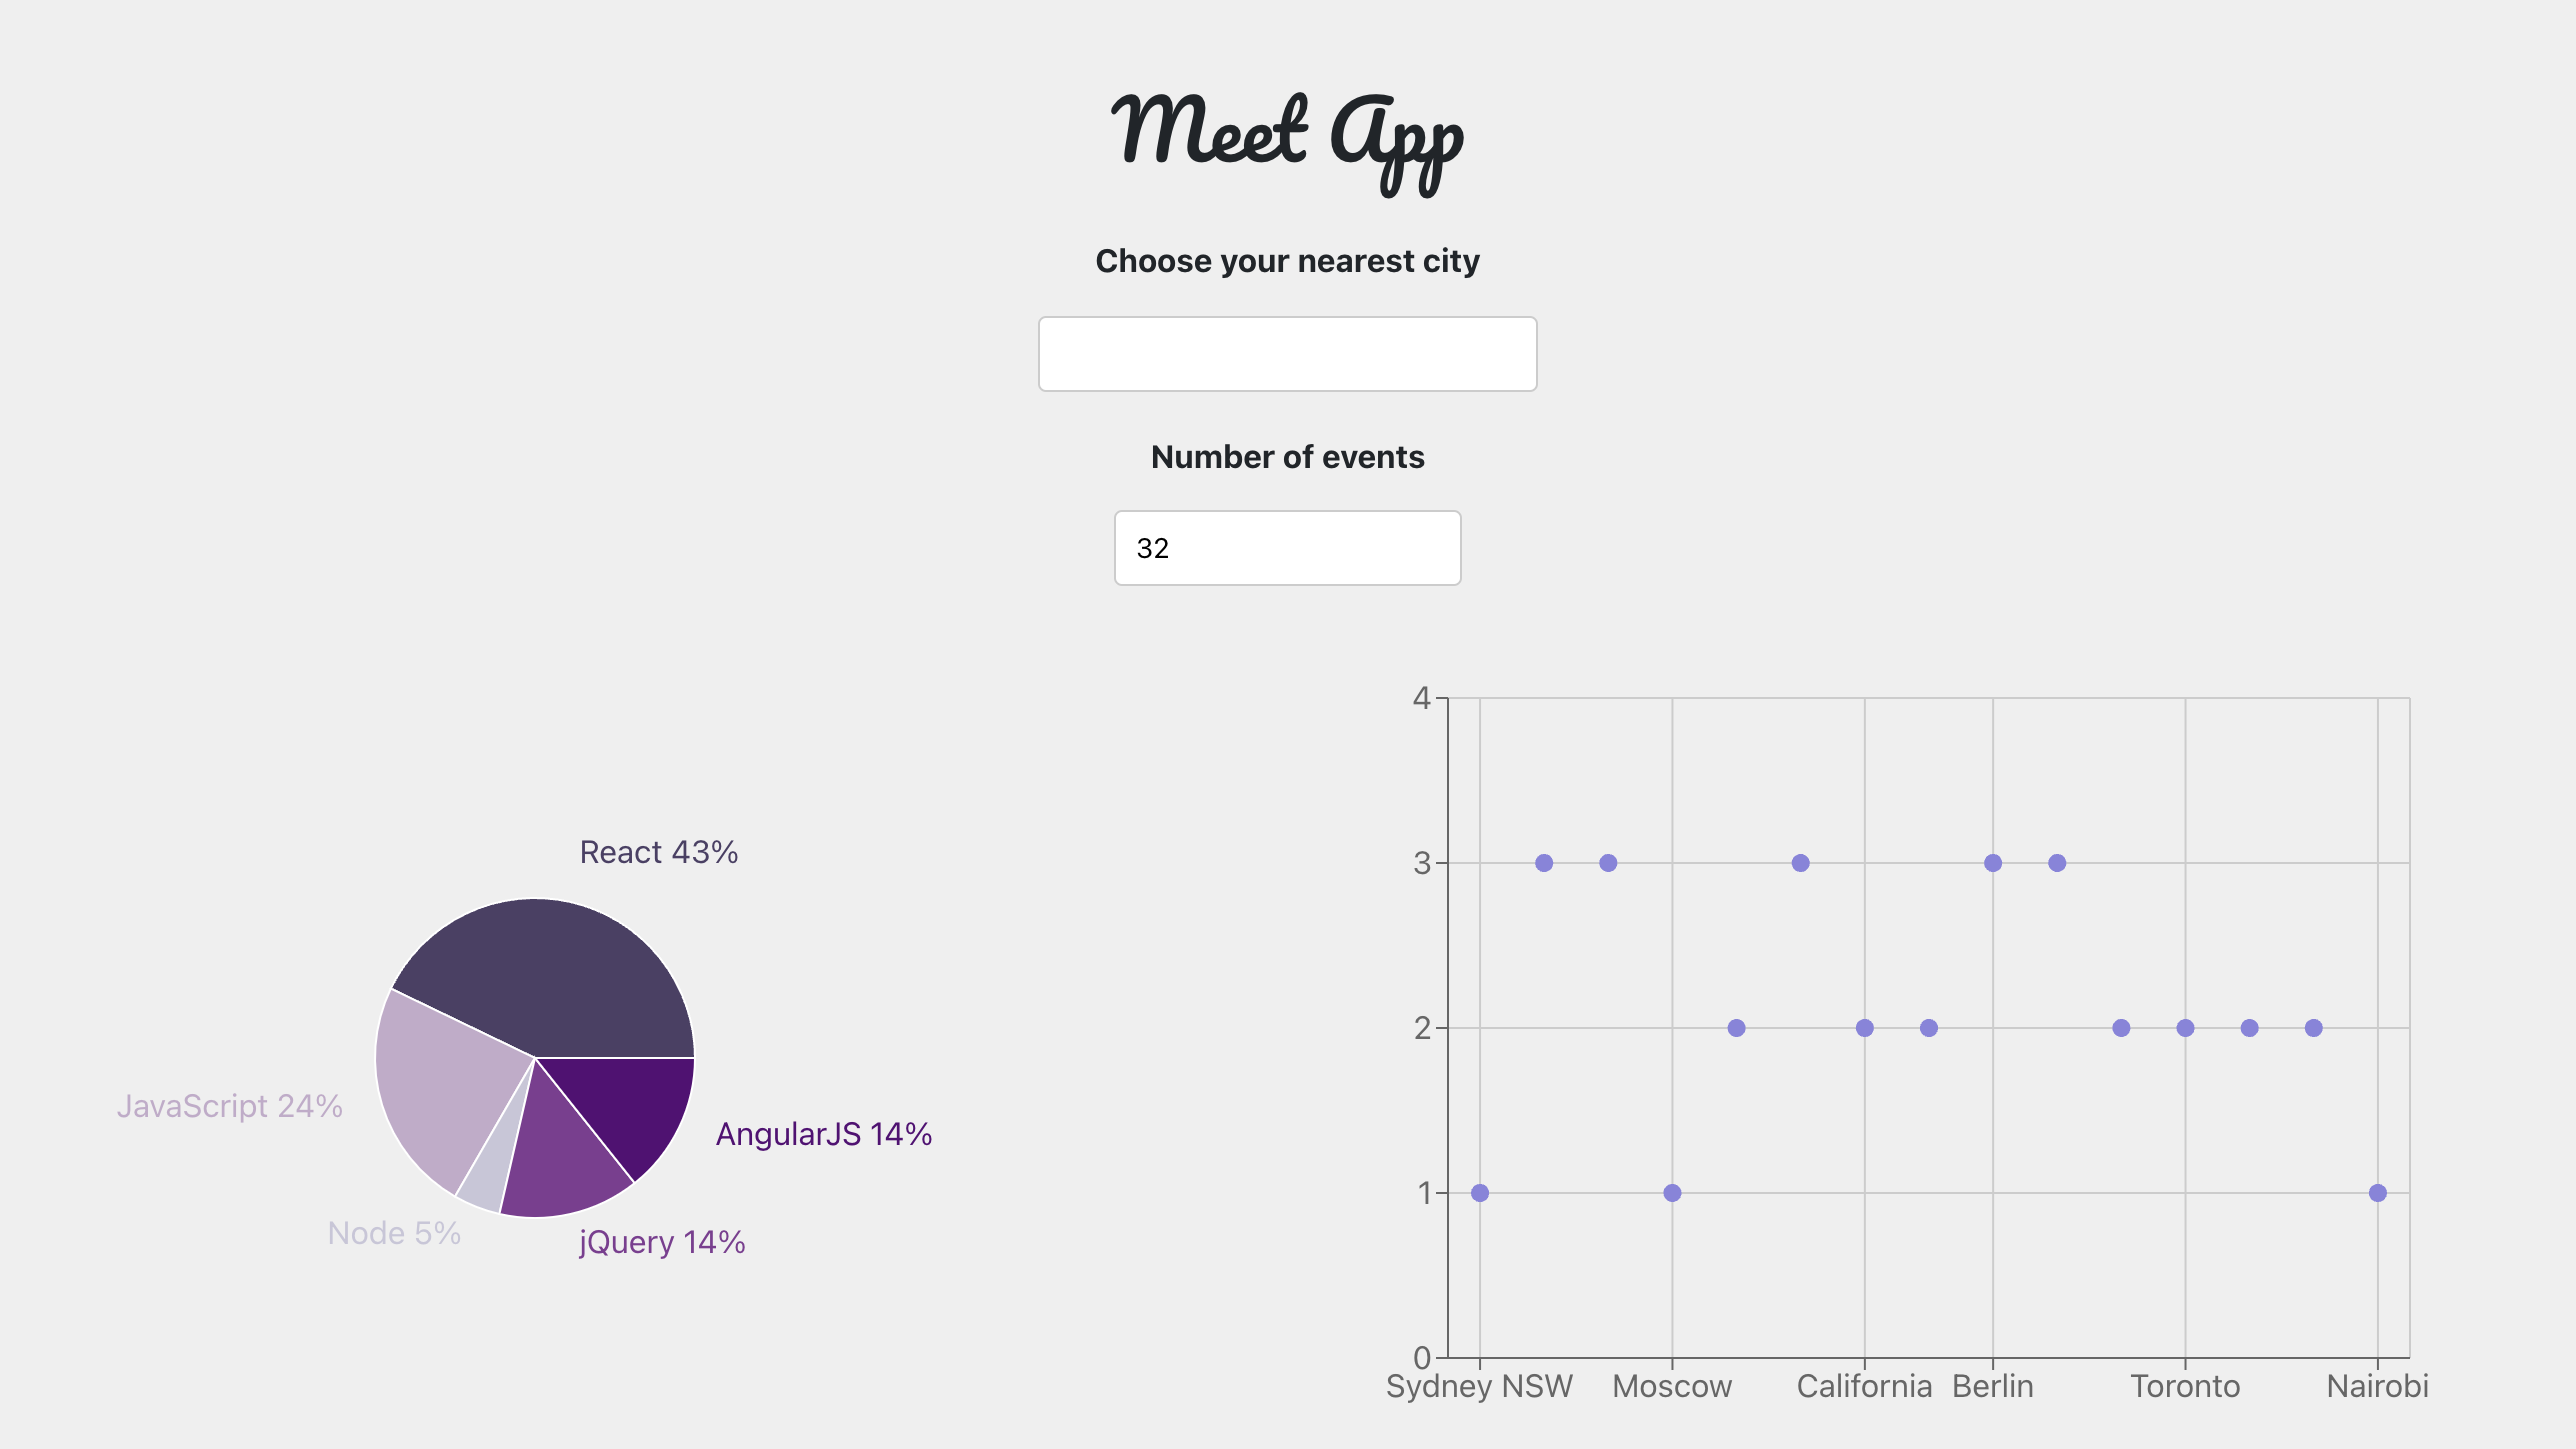 Meet App
Choose your nearest city
Number of events
32
React 43%
JavaScript 24%
AngularJS 14%
Node 5%
jQuery 14%
4
3
2
1
0
Sydney NSW Moscow California Berlin Toronto Nairobi